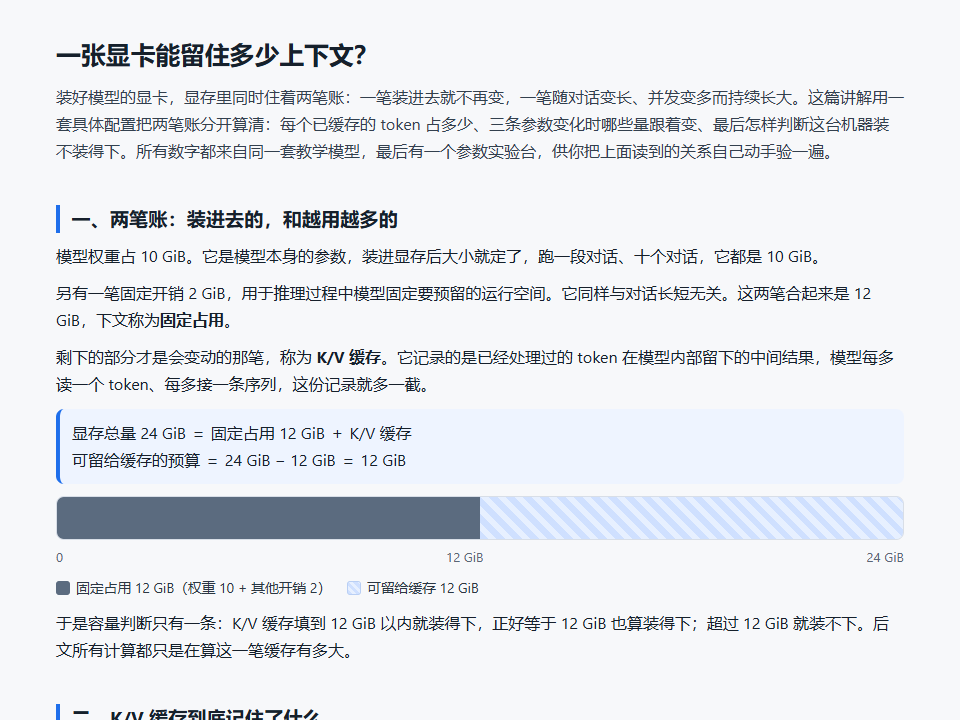 一张显卡能留住多少上下文？
装好模型的显卡，显存里同时住着两笔账：一笔装进去就不再变，一笔随对话变长、并发变多而持续长大。这篇讲解用一
套具体配置把两笔账分开算清：每个已缓存的 token 占多少、三条参数变化时哪些量跟着变、最后怎样判断这台机器装
不装得下。所有数字都来自同一套教学模型，最后有一个参数实验台，供你把上面读到的关系自己动手验一遍。
一、两笔账：装进去的，和越用越多的
模型权重占 10 GiB。它是模型本身的参数，装进显存后大小就定了，跑一段对话、十个对话，它都是 10 GiB。
另有一笔固定开销 2 GiB，用于推理过程中模型固定要预留的运行空间。它同样与对话长短无关。这两笔合起来是 12
GiB，下文称为固定占用。
剩下的部分才是会变动的那笔，称为 K/V 缓存。它记录的是已经处理过的 token 在模型内部留下的中间结果，模型每多
读一个 token、每多接一条序列，这份记录就多一截。
显存总量 24 GiB = 固定占用 12 GiB + K/V 缓存
可留给缓存的预算 = 24 GiB − 12 GiB = 12 GiB
0 12 GiB 24 GiB
固定占用 12 GiB（权重 10 + 其他开销 2） 可留给缓存 12 GiB
于是容量判断只有一条：K/V 缓存填到 12 GiB 以内就装得下，正好等于 12 GiB 也算装得下；超过 12 GiB 就装不下。后
文所有计算都只是在算这一笔缓存有多大。
二、K/V 缓存到底记住了什么